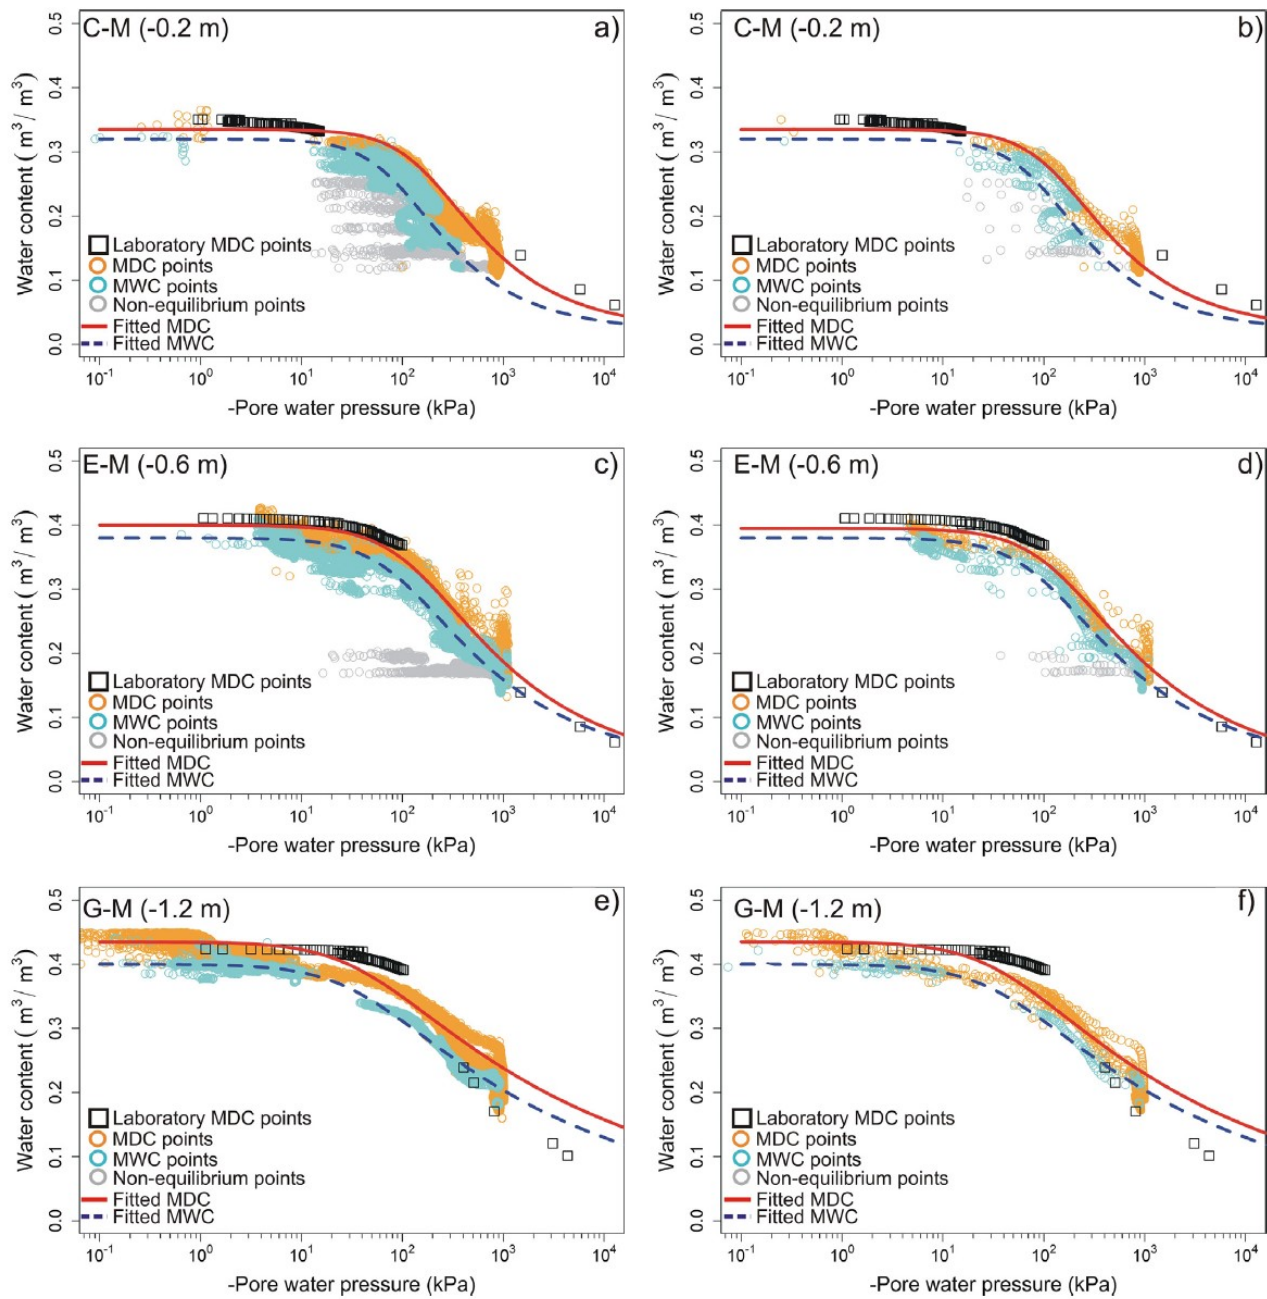 C-M (-0.2 m)
a)
Water content ( m³/ m³)
0.5
0.4
0.3
0.2
0.1
0.0
Laboratory MDC points
MDC points
MWC points
Non-equilibrium points
Fitted MDC
Fitted MWC
10⁻¹ 10⁰ 10¹ 10² 10³ 10⁴
-Pore water pressure (kPa)
C-M (-0.2 m)
b)
Water content ( m³/ m³)
0.5
0.4
0.3
0.2
0.1
0.0
Laboratory MDC points
MDC points
MWC points
Non-equilibrium points
Fitted MDC
Fitted MWC
10⁻¹ 10⁰ 10¹ 10² 10³ 10⁴
-Pore water pressure (kPa)
E-M (-0.6 m)
c)
Water content ( m³/ m³)
0.5
0.4
0.3
0.2
0.1
0.0
Laboratory MDC points
MDC points
MWC points
Non-equilibrium points
Fitted MDC
Fitted MWC
10⁻¹ 10⁰ 10¹ 10² 10³ 10⁴
-Pore water pressure (kPa)
E-M (-0.6 m)
d)
Water content ( m³/ m³)
0.5
0.4
0.3
0.2
0.1
0.0
Laboratory MDC points
MDC points
MWC points
Non-equilibrium points
Fitted MDC
Fitted MWC
10⁻¹ 10⁰ 10¹ 10² 10³ 10⁴
-Pore water pressure (kPa)
G-M (-1.2 m)
e)
Water content ( m³/ m³)
0.5
0.4
0.3
0.2
0.1
0.0
Laboratory MDC points
MDC points
MWC points
Non-equilibrium points
Fitted MDC
Fitted MWC
10⁻¹ 10⁰ 10¹ 10² 10³ 10⁴
-Pore water pressure (kPa)
G-M (-1.2 m)
f)
Water content ( m³/ m³)
0.5
0.4
0.3
0.2
0.1
0.0
Laboratory MDC points
MDC points
MWC points
Non-equilibrium points
Fitted MDC
Fitted MWC
10⁻¹ 10⁰ 10¹ 10² 10³ 10⁴
-Pore water pressure (kPa)